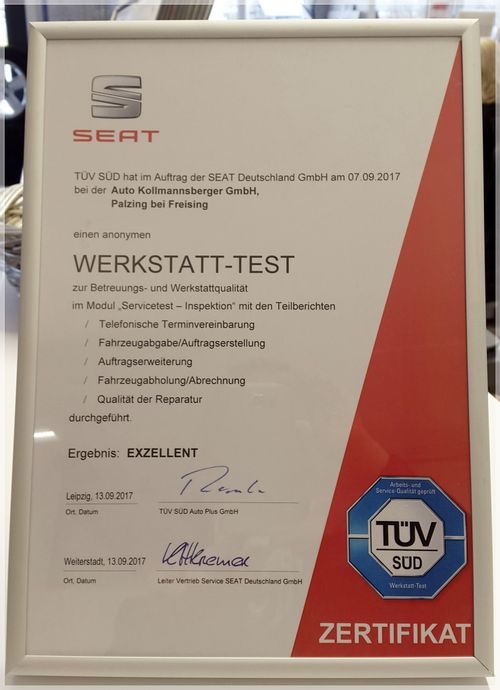 SEAT
TÜV SÜD hat im Auftrag der SEAT Deutschland GmbH am 07.09.2017
bei der Auto Kollmannsberger GmbH,
Palzing bei Freising
einen anonymen
WERKSTATT-TEST
zur Betreuungs- und Werkstattqualität
im Modul „Servicetest – Inspektion“ mit den Teilberichten
/ Telefonische Terminvereinbarung
/ Fahrzeugabgabe/Auftragserstellung
/ Auftragserweiterung
/ Fahrzeugabholung/Abrechnung
/ Qualität der Reparatur
durchgeführt.
Ergebnis: EXZELLENT
Leipzig, 13.09.2017
Ort, Datum
TÜV SÜD Auto Plus GmbH
Weiterstadt, 13.09.2017
Ort, Datum
Leiter Vertrieb Service SEAT Deutschland GmbH
Arbeits- und
Service-Qualität geprüft
TÜV
SÜD
Werkstatt-Test
ZERTIFIKAT